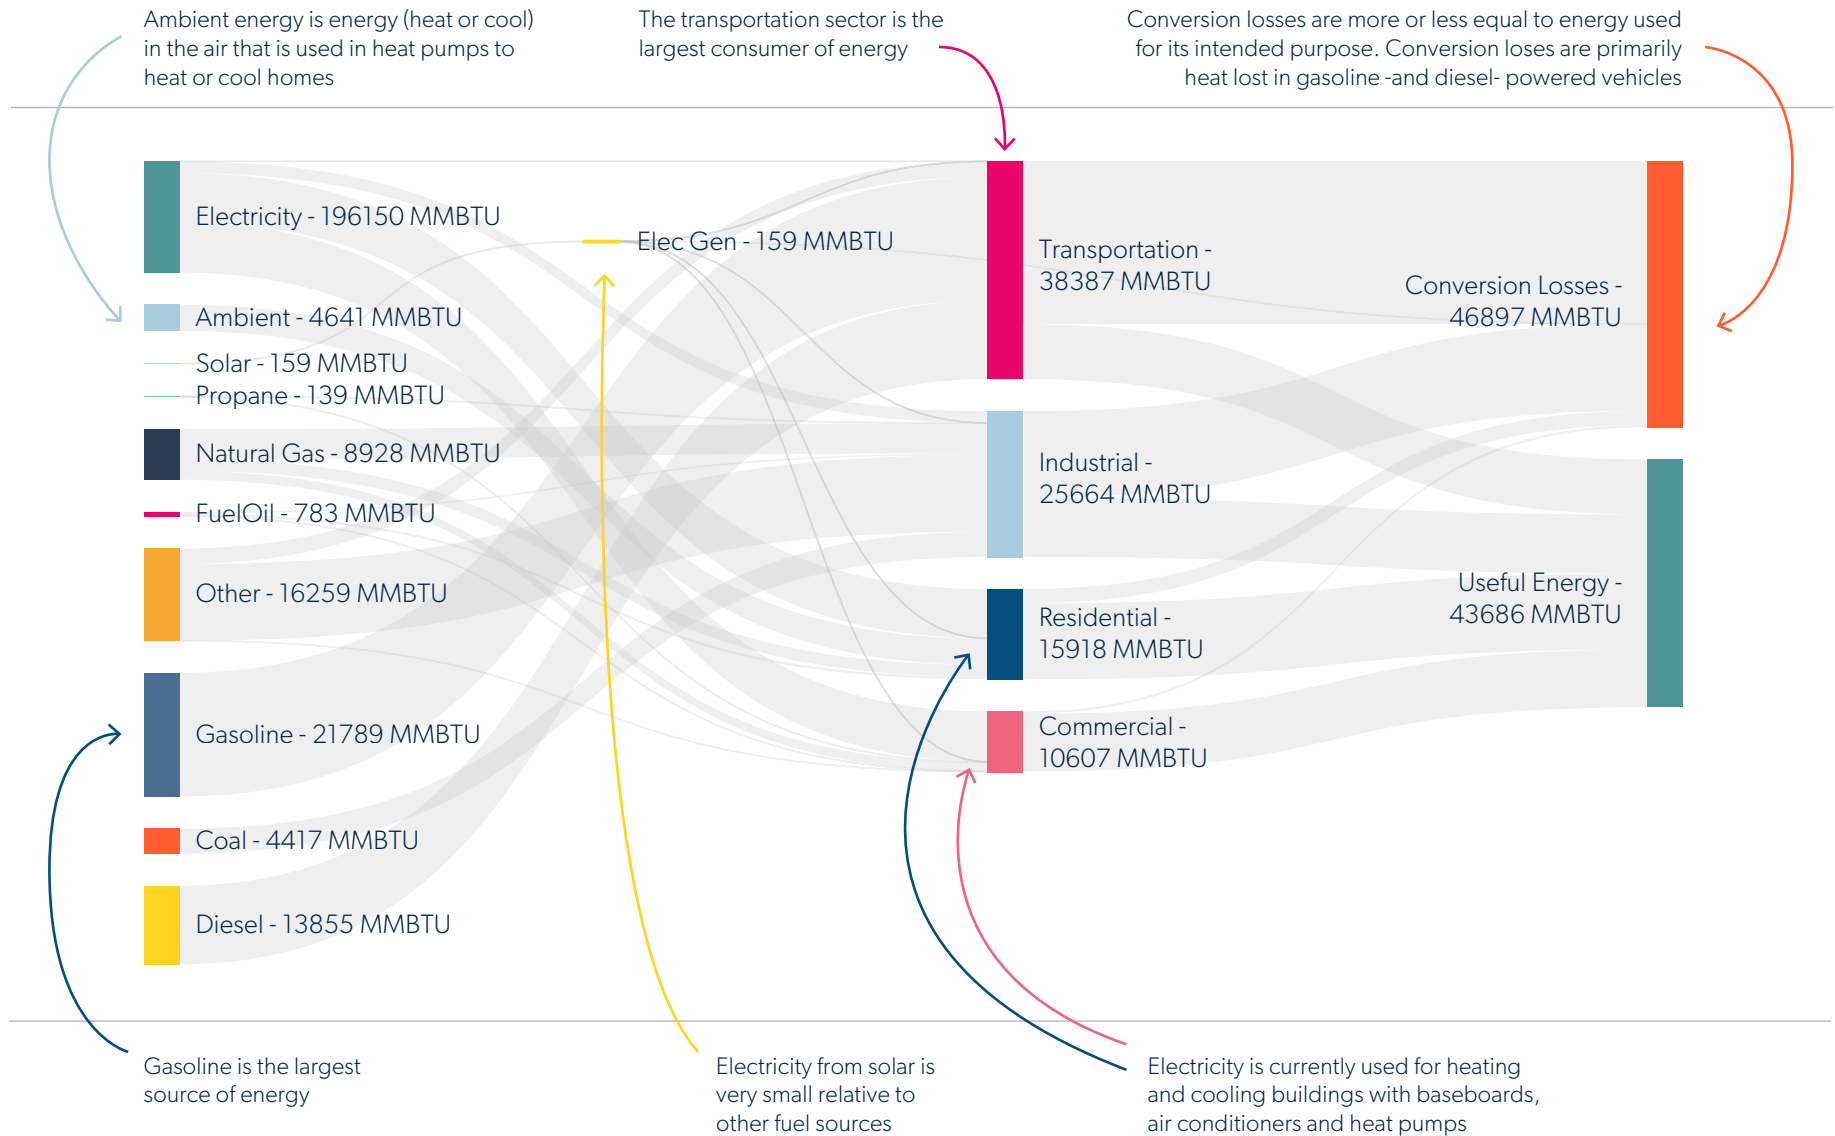 Ambient energy is energy (heat or cool)
in the air that is used in heat pumps to
heat or cool homes
The transportation sector is the
largest consumer of energy
Conversion losses are more or less equal to energy used
for its intended purpose. Conversion loses are primarily
heat lost in gasoline -and diesel- powered vehicles
Electricity - 196150 MMBTU
Ambient - 4641 MMBTU
Solar - 159 MMBTU
Propane - 139 MMBTU
Natural Gas - 8928 MMBTU
FuelOil - 783 MMBTU
Other - 16259 MMBTU
Gasoline - 21789 MMBTU
Coal - 4417 MMBTU
Diesel - 13855 MMBTU
Elec Gen - 159 MMBTU
Transportation -
38387 MMBTU
Industrial -
25664 MMBTU
Residential -
15918 MMBTU
Commercial -
10607 MMBTU
Conversion Losses -
46897 MMBTU
Useful Energy -
43686 MMBTU
Gasoline is the largest
source of energy
Electricity from solar is
very small relative to
other fuel sources
Electricity is currently used for heating
and cooling buildings with baseboards,
air conditioners and heat pumps